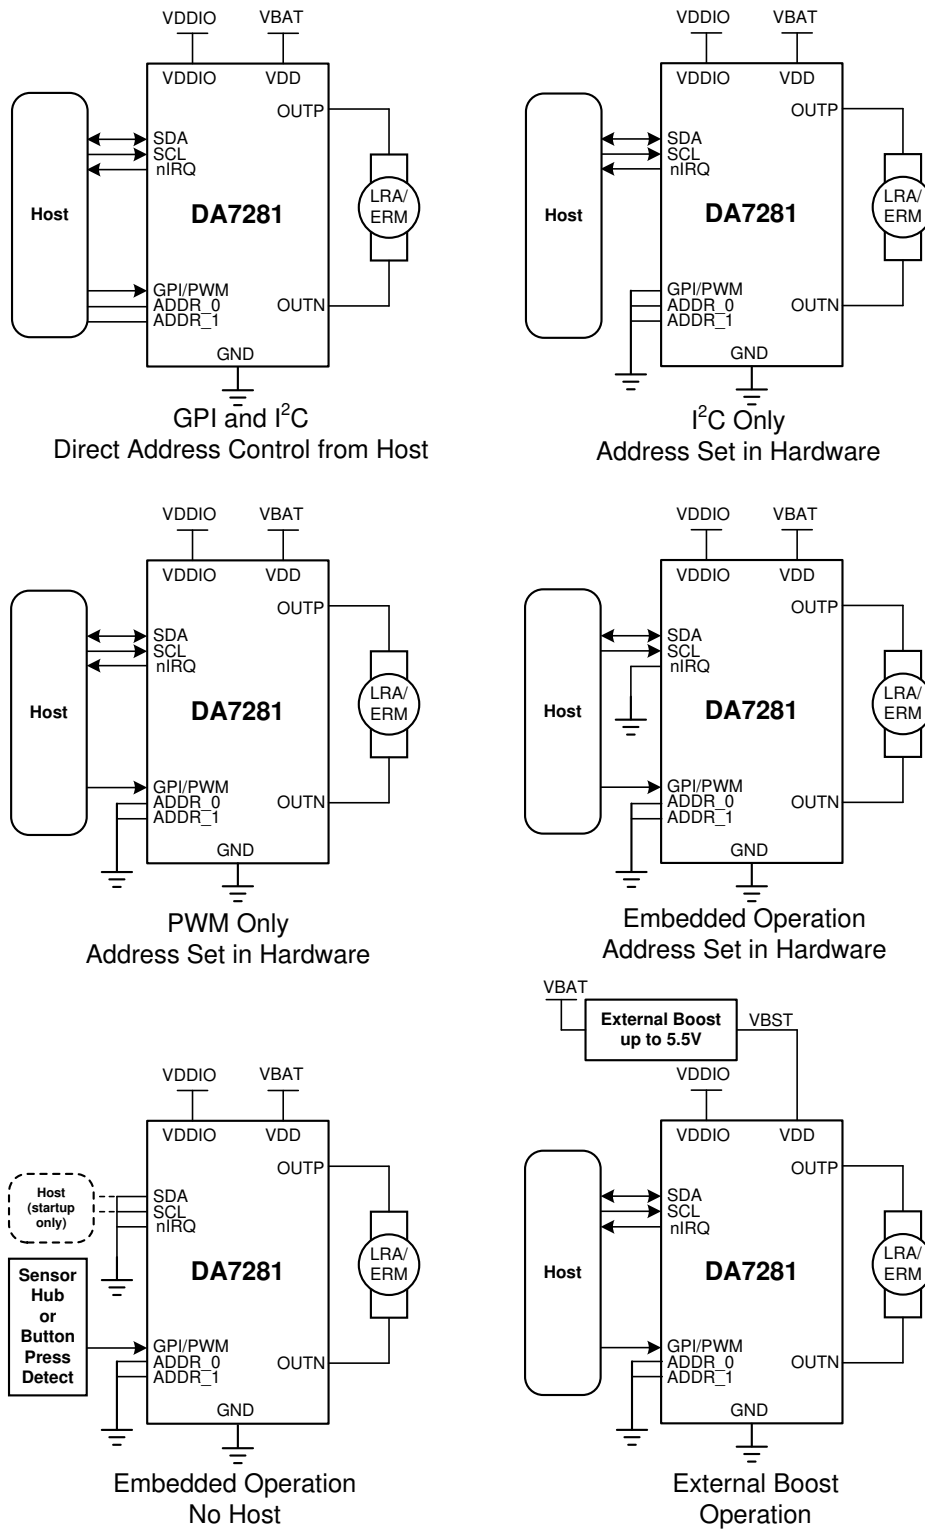 VDDIO VBAT
VDDIO VDD
OUTP
SDA
SCL
nIRQ
Host
DA7281
LRA/
ERM
GPI/PWM
ADDR_0
ADDR_1
OUTN
GND
GPI and I²C
Direct Address Control from Host
VDDIO VBAT
VDDIO VDD
OUTP
SDA
SCL
nIRQ
Host
DA7281
LRA/
ERM
GPI/PWM
ADDR_0
ADDR_1
OUTN
GND
I²C Only
Address Set in Hardware
VDDIO VBAT
VDDIO VDD
OUTP
SDA
SCL
nIRQ
Host
DA7281
LRA/
ERM
GPI/PWM
ADDR_0
ADDR_1
OUTN
GND
PWM Only
Address Set in Hardware
VDDIO VBAT
VDDIO VDD
OUTP
SDA
SCL
nIRQ
Host
DA7281
LRA/
ERM
GPI/PWM
ADDR_0
ADDR_1
OUTN
GND
Embedded Operation
Address Set in Hardware
VDDIO VBAT
VDDIO VDD
OUTP
Host
(startup
only)
SDA
SCL
nIRQ
DA7281
LRA/
ERM
Sensor
Hub
or
Button
Press
Detect
GPI/PWM
ADDR_0
ADDR_1
OUTN
GND
Embedded Operation
No Host
VBAT
External Boost
up to 5.5V
VBST
VDDIO
VDDIO VDD
OUTP
SDA
SCL
nIRQ
Host
DA7281
LRA/
ERM
GPI/PWM
ADDR_0
ADDR_1
OUTN
GND
External Boost
Operation